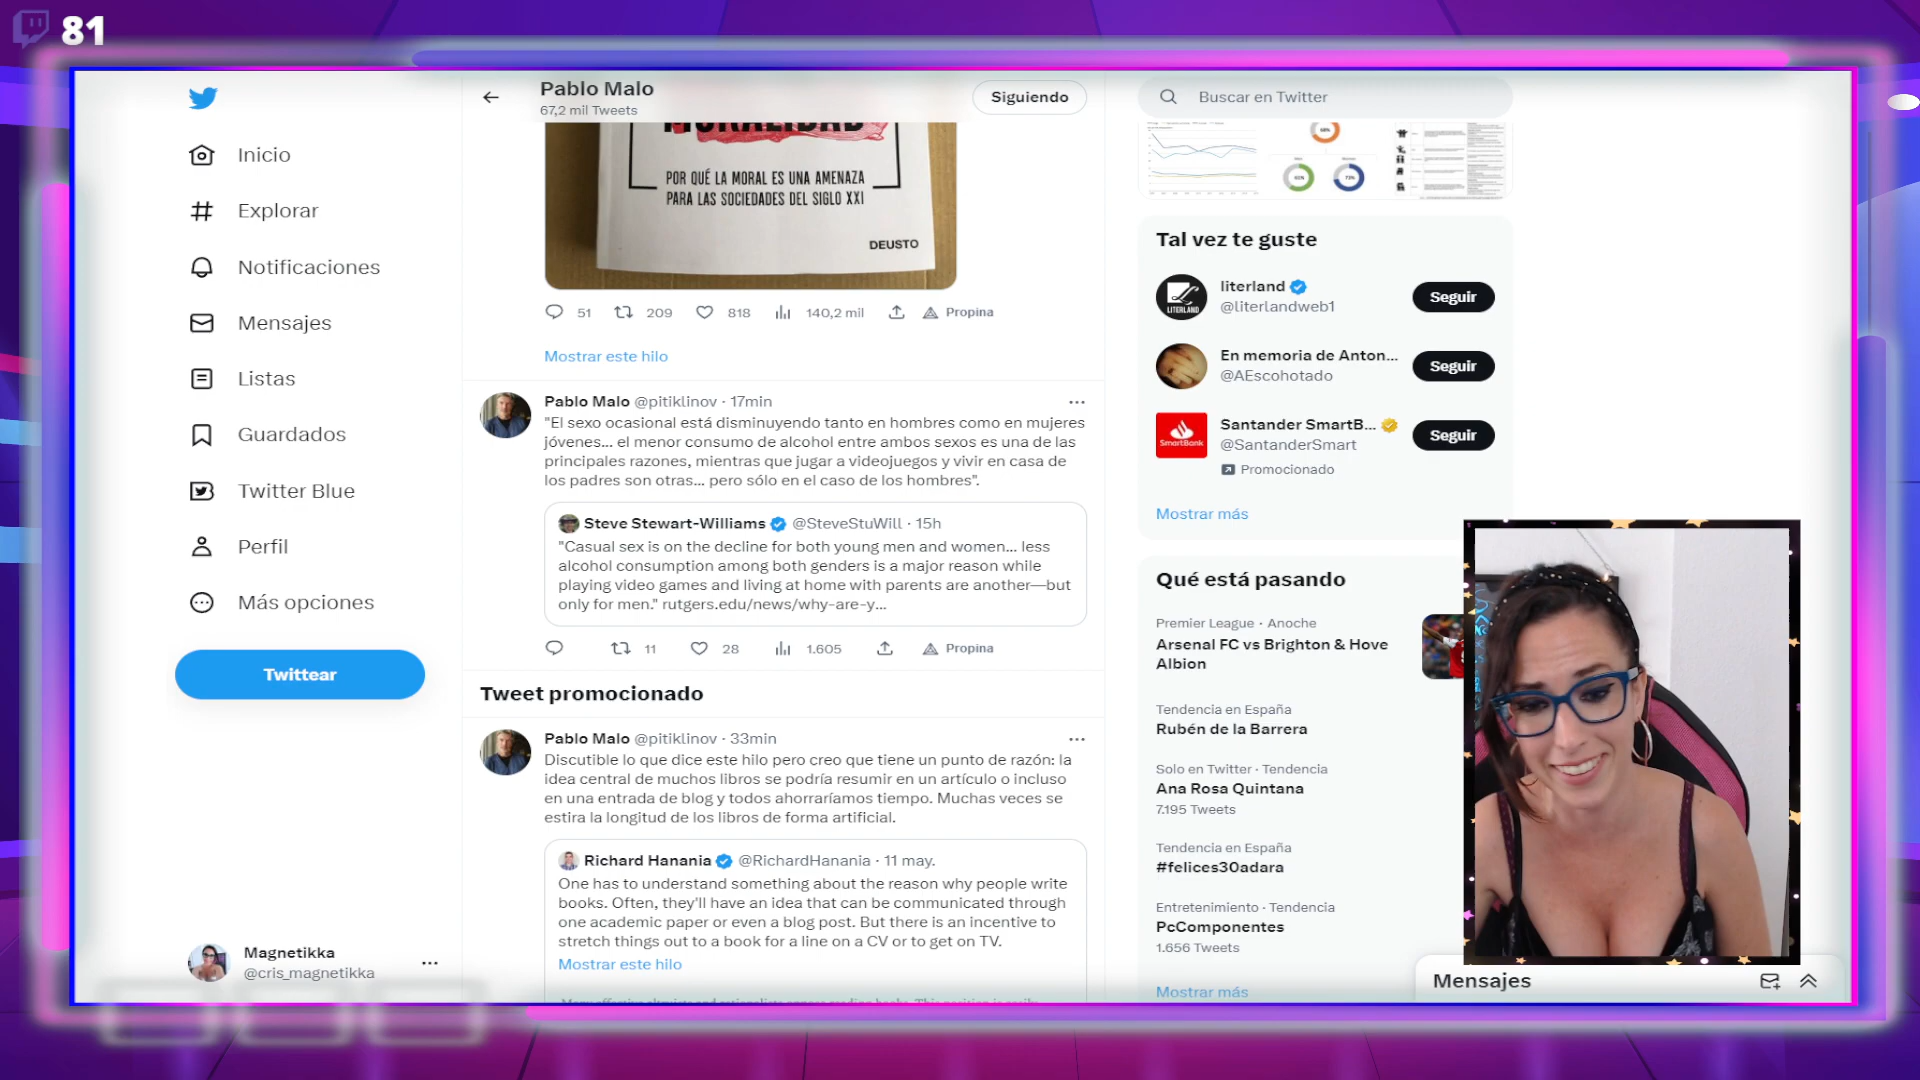 81
Inicio
Explorar
Notificaciones
Mensajes
Listas
Guardados
Twitter Blue
Perfil
Más opciones
Twittear
Magnetikka
@cris_magnetikka
Pablo Malo
67,2 mil Tweets
Siguiendo
MORALIDAD
POR QUÉ LA MORAL ES UNA AMENAZA
PARA LAS SOCIEDADES DEL SIGLO XXI
DEUSTO
51 209 818 140,2 mil Propina
Mostrar este hilo
Pablo Malo @pitiklinov · 17min
"El sexo ocasional está disminuyendo tanto en hombres como en mujeres
jóvenes... el menor consumo de alcohol entre ambos sexos es una de las
principales razones, mientras que jugar a videojuegos y vivir en casa de
los padres son otras... pero sólo en el caso de los hombres".
Steve Stewart-Williams @SteveStuWill · 15h
"Casual sex is on the decline for both young men and women... less
alcohol consumption among both genders is a major reason while
playing video games and living at home with parents are another—but
only for men." rutgers.edu/news/why-are-y...
11 28 1.605 Propina
Tweet promocionado
Pablo Malo @pitiklinov · 33min
Discutible lo que dice este hilo pero creo que tiene un punto de razón: la
idea central de muchos libros se podría resumir en un artículo o incluso
en una entrada de blog y todos ahorraríamos tiempo. Muchas veces se
estira la longitud de los libros de forma artificial.
Richard Hanania @RichardHanania · 11 may.
One has to understand something about the reason why people write
books. Often, they'll have an idea that can be communicated through
one academic paper or even a blog post. But there is an incentive to
stretch things out to a book for a line on a CV or to get on TV.
Mostrar este hilo
Buscar en Twitter
68%
61%
73%
Tal vez te guste
LITERLAND
literland
@literlandweb1
Seguir
En memoria de Anton...
@AEscohotado
Seguir
SmartBank
Santander SmartB...
@SantanderSmart
Promocionado
Seguir
Mostrar más
Qué está pasando
Premier League · Anoche
Arsenal FC vs Brighton & Hove
Albion
Tendencia en España
Rubén de la Barrera
Solo en Twitter · Tendencia
Ana Rosa Quintana
7.195 Tweets
Tendencia en España
#felices30adara
Entretenimiento · Tendencia
PcComponentes
1.656 Tweets
Mostrar más
Mensajes